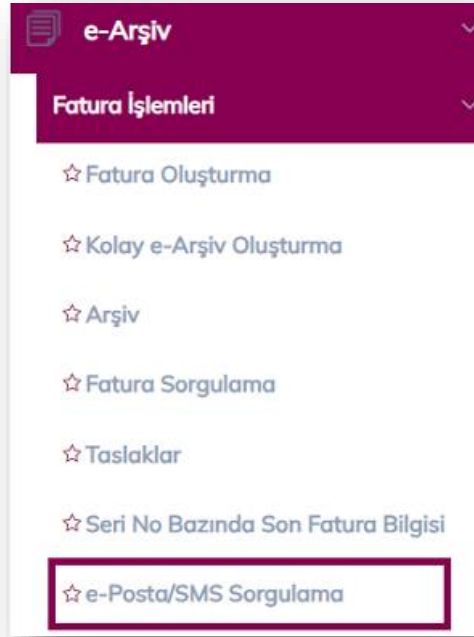 e-Arşiv
Fatura İşlemleri
Fatura Oluşturma
Kolay e-Arşiv Oluşturma
Arşiv
Fatura Sorgulama
Taslaklar
Seri No Bazında Son Fatura Bilgisi
e-Posta/SMS Sorgulama